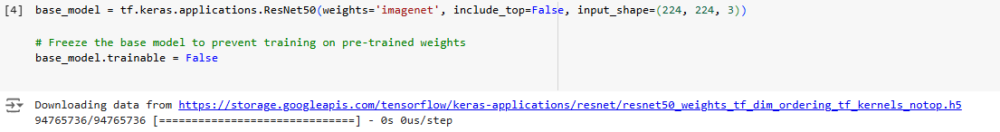 [4] base_model = tf.keras.applications.ResNet50(weights='imagenet', include_top=False, input_shape=(224, 224, 3))
# Freeze the base model to prevent training on pre-trained weights
base_model.trainable = False
Downloading data from https://storage.googleapis.com/tensorflow/keras-applications/resnet/resnet50_weights_tf_dim_ordering_tf_kernels_notop.h5
94765736/94765736 [==============================] - 0s 0us/step